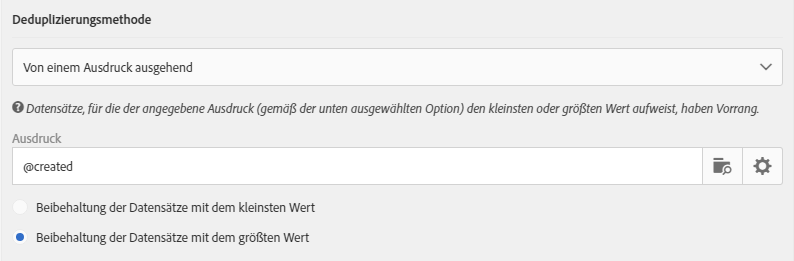 Deduplizierungsmethode
Von einem Ausdruck ausgehend
Datensätze, für die der angegebene Ausdruck (gemäß der unten ausgewählten Option) den kleinsten oder größten Wert aufweist, haben Vorrang.
Ausdruck
@created
Beibehaltung der Datensätze mit dem kleinsten Wert
Beibehaltung der Datensätze mit dem größten Wert